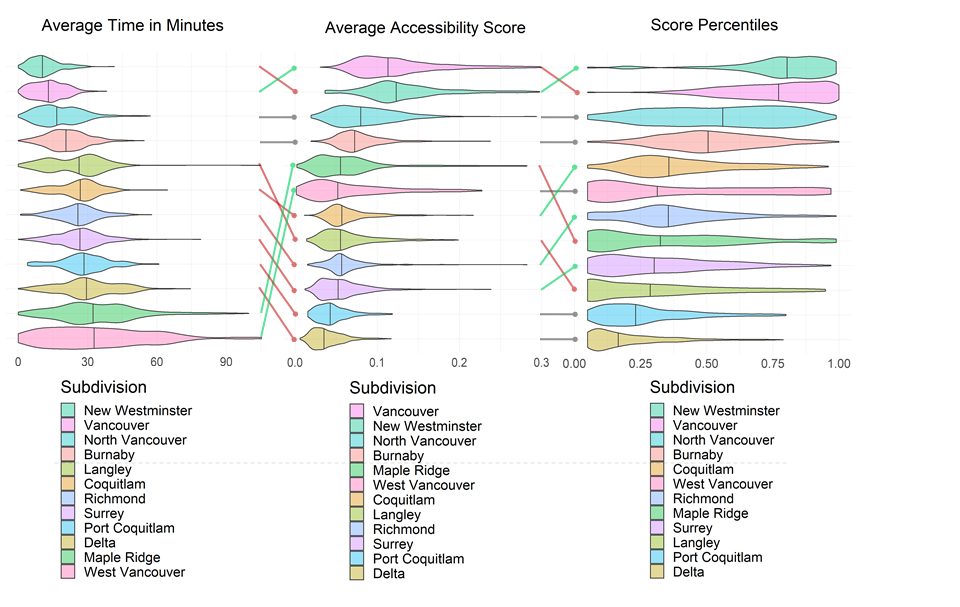 Average Time in Minutes
Average Accessibility Score
Score Percentiles
0 30 60 90
0.0 0.1 0.2 0.3
0.00 0.25 0.50 0.75 1.00
Subdivision
New Westminster
Vancouver
North Vancouver
Burnaby
Langley
Coquitlam
Richmond
Surrey
Port Coquitlam
Delta
Maple Ridge
West Vancouver
Subdivision
Vancouver
New Westminster
North Vancouver
Burnaby
Maple Ridge
West Vancouver
Coquitlam
Langley
Richmond
Surrey
Port Coquitlam
Delta
Subdivision
New Westminster
Vancouver
North Vancouver
Burnaby
Coquitlam
West Vancouver
Richmond
Maple Ridge
Surrey
Langley
Port Coquitlam
Delta